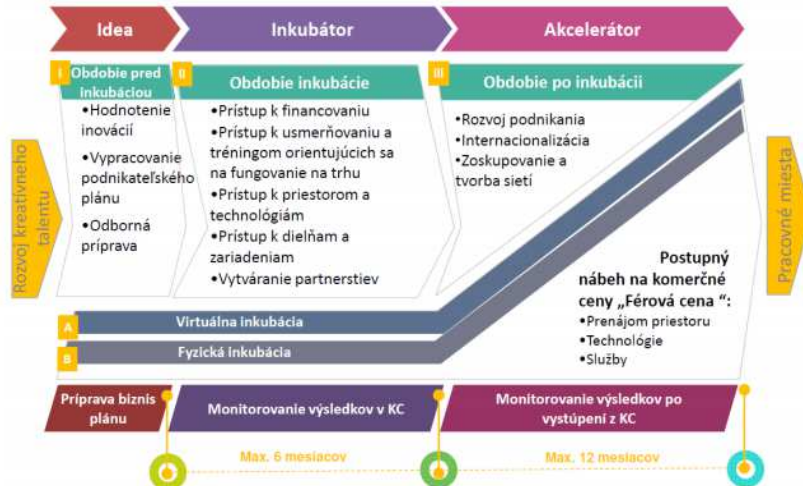 Idea
Inkubátor
Akcelerátor
I
Obdobie pred
inkubáciou
II
Obdobie inkubácie
III
Obdobie po inkubácii
Rozvoj kreatívneho
talentu
•Hodnotenie
inovácií
•Vypracovanie
podnikateľského
plánu
•Odborná
príprava
•Prístup k financovaniu
•Prístup k usmerňovaniu a
tréningom orientujúcich sa
na fungovanie na trhu
•Prístup k priestorom a
technológiám
•Prístup k dielňam a
zariadeniam
•Vytváranie partnerstiev
•Rozvoj podnikania
•Internacionalizácia
•Zoskupovanie a
tvorba sietí
Pracovné miesta
Postupný
nábeh na komerčné
ceny „Férová cena “:
•Prenájom priestoru
•Technológie
•Služby
A
Virtuálna inkubácia
B
Fyzická inkubácia
Príprava biznis
plánu
Monitorovanie výsledkov v KC
Monitorovanie výsledkov po
vystúpení z KC
Max. 6 mesiacov
Max. 12 mesiacov